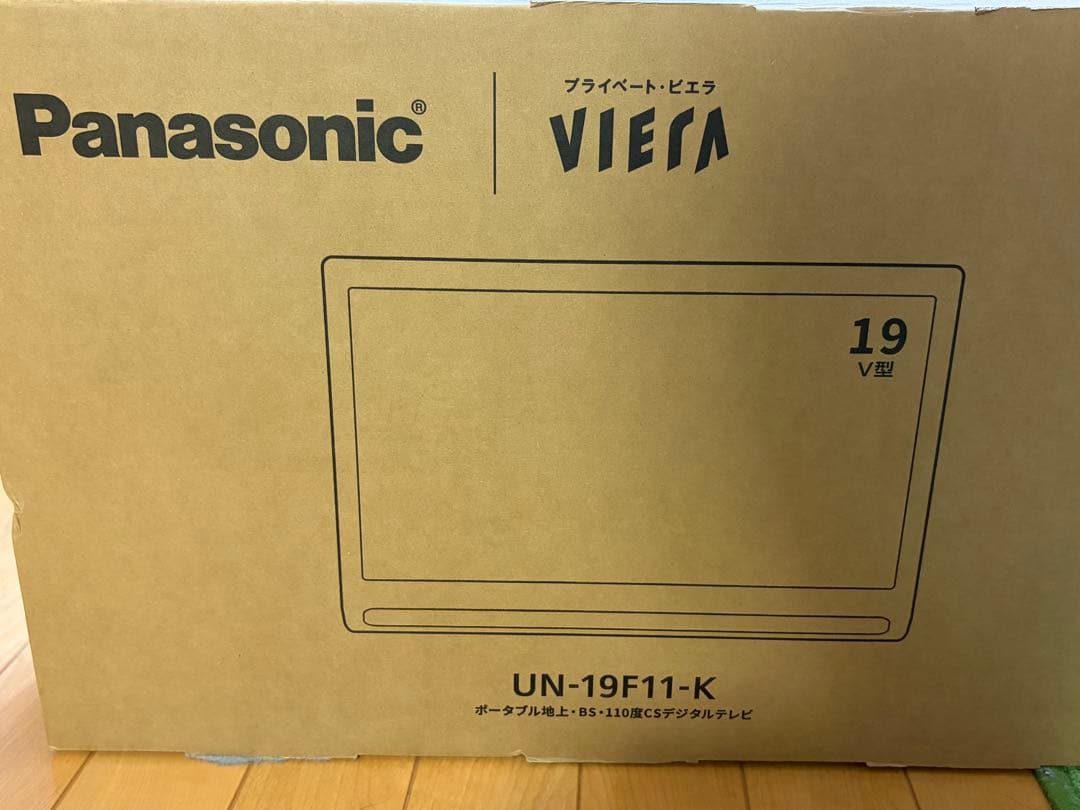 Panasonic®
プライベート・ビエラ
VIERA
19
V型
UN-19F11-K
ポータブル地上・BS・110度CSデジタルテレビ